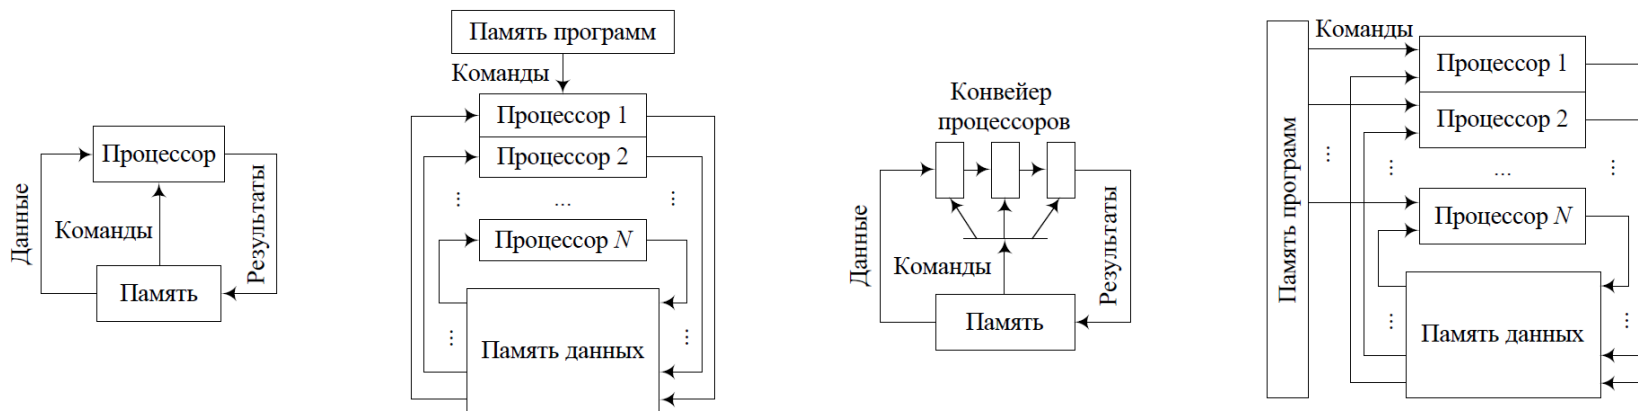 Процессор
Данные
Команды
Результаты
Память
Память программ
Команды
Процессор 1
Процессор 2
...
...
...
Процессор N
...
...
Память данных
Конвейер
процессоров
Данные
Команды
Результаты
Память
Память программ
Команды
Процессор 1
Процессор 2
...
...
...
...
...
Процессор N
...
...
Память данных